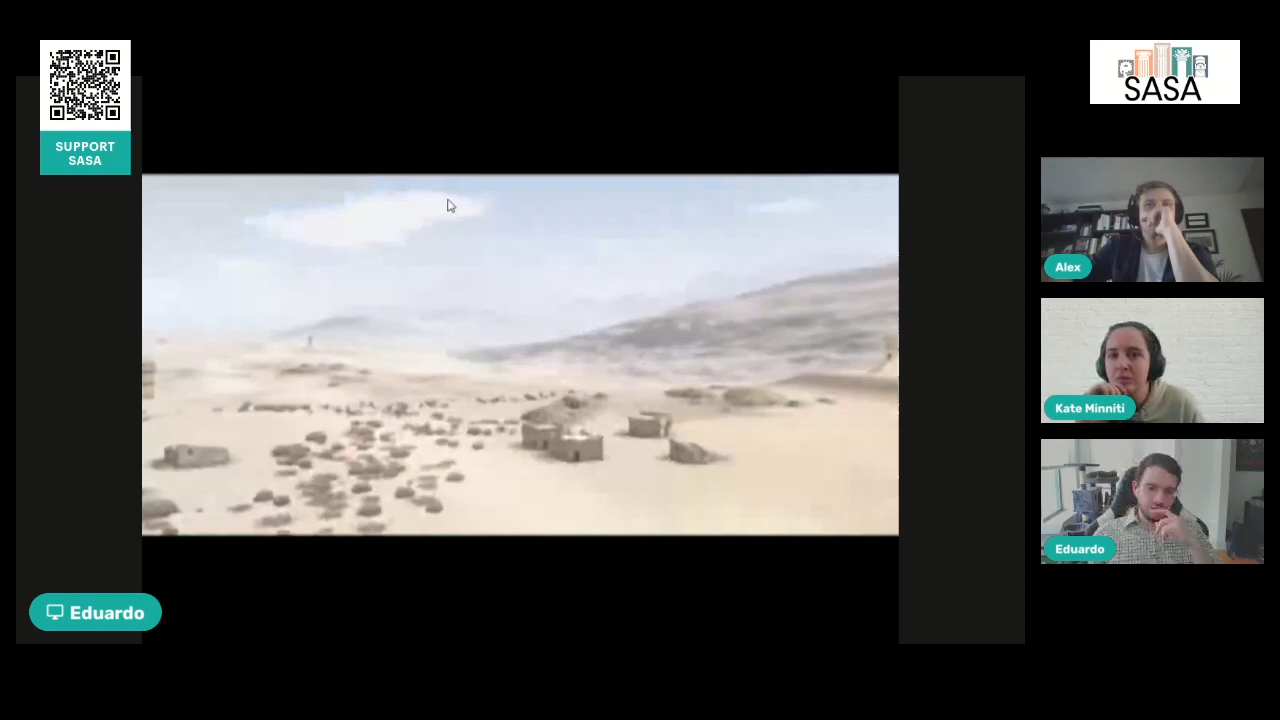 SUPPORT
SASA
SASA
Alex
Kate Minniti
Eduardo
Eduardo